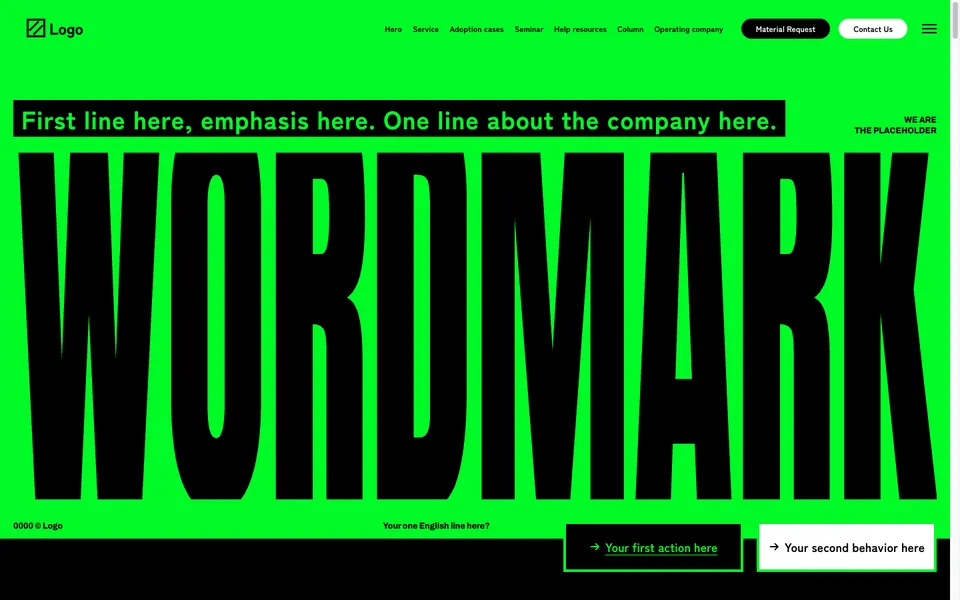 Logo
Hero Service Adoption cases Seminar Help resources Column Operating company Material Request Contact Us
First line here, emphasis here. One line about the company here.
WE ARE
THE PLACEHOLDER
WORDMARK
0000 © Logo
Your one English line here?
Your first action here
Your second behavior here